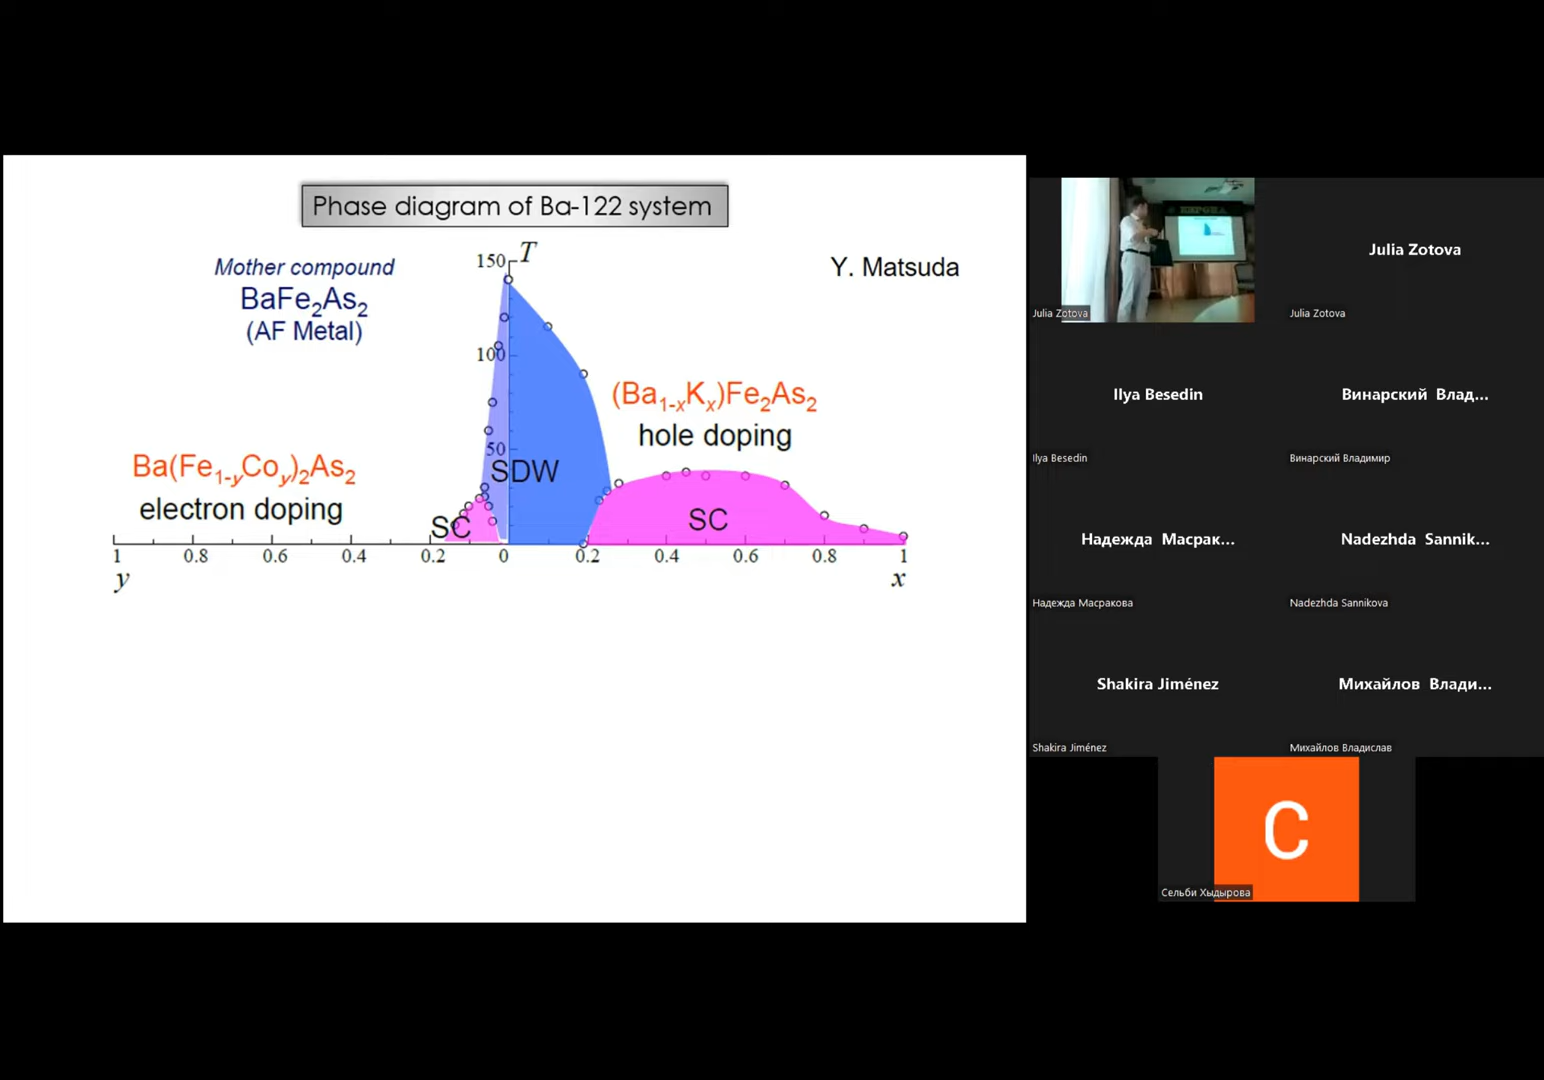 Phase diagram of Ba-122 system
Mother compound
BaFe2As2
(AF Metal)
150 T
Y. Matsuda
100
(Ba1-xKx)Fe2As2
hole doping
50
SDW
Ba(Fe1-yCoy)2As2
electron doping
SC
SC
1 0.8 0.6 0.4 0.2 0 0.2 0.4 0.6 0.8 1
y x
Julia Zotova
Julia Zotova
Julia Zotova
Ilya Besedin
Винарский Влад...
Ilya Besedin
Винарский Владимир
Надежда Масрак...
Nadezhda Sannik...
Надежда Масракова
Nadezhda Sannikova
Shakira Jiménez
Михайлов Влади...
Shakira Jiménez
Михайлов Владислав
C
Сельби Хыдырова